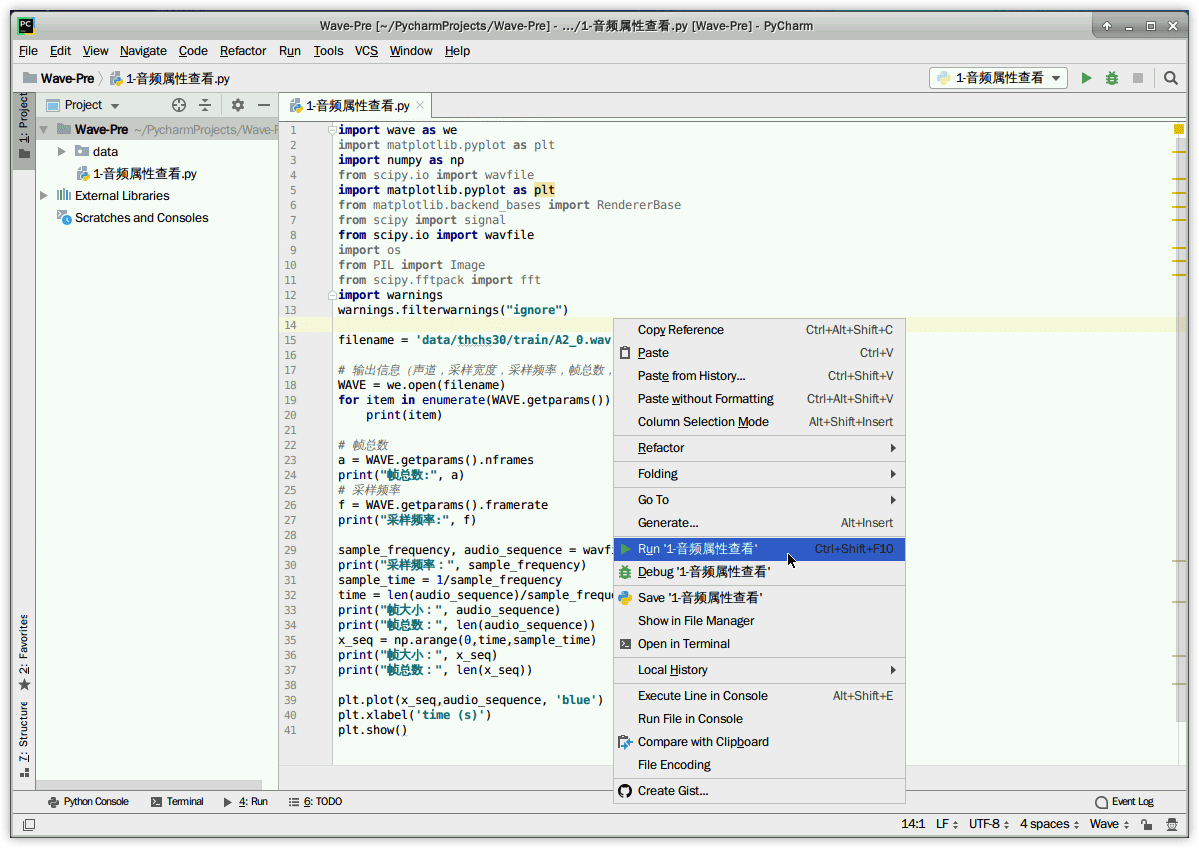 PC
Wave-Pre [~/PycharmProjects/Wave-Pre] - .../1-音频属性查看.py [Wave-Pre] - PyCharm
File Edit View Navigate Code Refactor Run Tools VCS Window Help
Wave-Pre 1-音频属性查看.py
1-音频属性查看
1: Project
Project
1-音频属性查看.py
Wave-Pre ~/PycharmProjects/Wave-
data
1-音频属性查看.py
External Libraries
Scratches and Consoles
2: Favorites
7: Structure
1 import wave as we
2 import matplotlib.pyplot as plt
3 import numpy as np
4 from scipy.io import wavfile
5 import matplotlib.pyplot as plt
6 from matplotlib.backend_bases import RendererBase
7 from scipy import signal
8 from scipy.io import wavfile
9 import os
10 from PIL import Image
11 from scipy.fftpack import fft
12 import warnings
13 warnings.filterwarnings("ignore")
14
15 filename = 'data/thchs30/train/A2_0.wav
16
17 # 输出信息（声道，采样宽度，采样频率，帧总数，
18 WAVE = we.open(filename)
19 for item in enumerate(WAVE.getparams())
20 print(item)
21
22 # 帧总数
23 a = WAVE.getparams().nframes
24 print("帧总数:", a)
25 # 采样频率
26 f = WAVE.getparams().framerate
27 print("采样频率:", f)
28
29 sample_frequency, audio_sequence = wavf
30 print("采样频率：", sample_frequency)
31 sample_time = 1/sample_frequency
32 time = len(audio_sequence)/sample_freque
33 print("帧大小：", audio_sequence)
34 print("帧总数：", len(audio_sequence))
35 x_seq = np.arange(0,time,sample_time)
36 print("帧大小：", x_seq)
37 print("帧总数：", len(x_seq))
38
39 plt.plot(x_seq,audio_sequence, 'blue')
40 plt.xlabel('time (s)')
41 plt.show()
Copy Reference Ctrl+Alt+Shift+C
Paste Ctrl+V
Paste from History... Ctrl+Shift+V
Paste without Formatting Ctrl+Alt+Shift+V
Column Selection Mode Alt+Shift+Insert
Refactor
Folding
Go To
Generate... Alt+Insert
Run '1-音频属性查看' Ctrl+Shift+F10
Debug '1-音频属性查看'
Save '1-音频属性查看'
Show in File Manager
Open in Terminal
Local History
Execute Line in Console Alt+Shift+E
Run File in Console
Compare with Clipboard
File Encoding
Create Gist...
Python Console Terminal 4: Run 6: TODO Event Log
14:1 LF UTF-8 4 spaces Wave